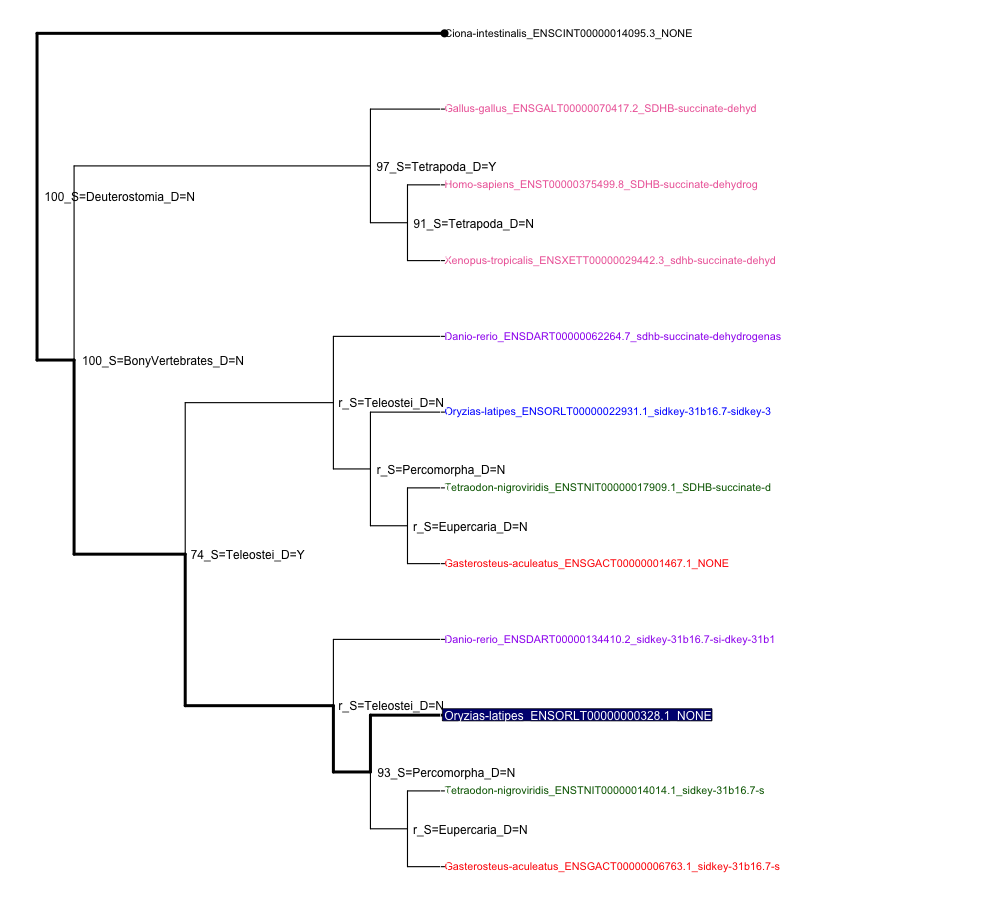 Ciona-intestinalis_ENSCINT00000014095.3_NONE
Gallus-gallus_ENSGALT00000070417.2_SDHB-succinate-dehyd
97_S=Tetrapoda_D=Y
Homo-sapiens_ENST00000375499.8_SDHB-succinate-dehydrog
100_S=Deuterostomia_D=N
91_S=Tetrapoda_D=N
Xenopus-tropicalis_ENSXETT00000029442.3_sdhb-succinate-dehyd
Danio-rerio_ENSDART00000062264.7_sdhb-succinate-dehydrogenas
100_S=BonyVertebrates_D=N
r_S=Teleostei_D=N
Oryzias-latipes_ENSORLT00000022931.1_sidkey-31b16.7-sidkey-3
r_S=Percomorpha_D=N
Tetraodon-nigroviridis_ENSTNIT00000017909.1_SDHB-succinate-d
r_S=Eupercaria_D=N
74_S=Teleostei_D=Y
Gasterosteus-aculeatus_ENSGACT00000001467.1_NONE
Danio-rerio_ENSDART00000134410.2_sidkey-31b16.7-si-dkey-31b1
r_S=Teleostei_D=N
Oryzias-latipes_ENSORLT00000000328.1_NONE
93_S=Percomorpha_D=N
Tetraodon-nigroviridis_ENSTNIT00000014014.1_sidkey-31b16.7-s
r_S=Eupercaria_D=N
Gasterosteus-aculeatus_ENSGACT00000006763.1_sidkey-31b16.7-s